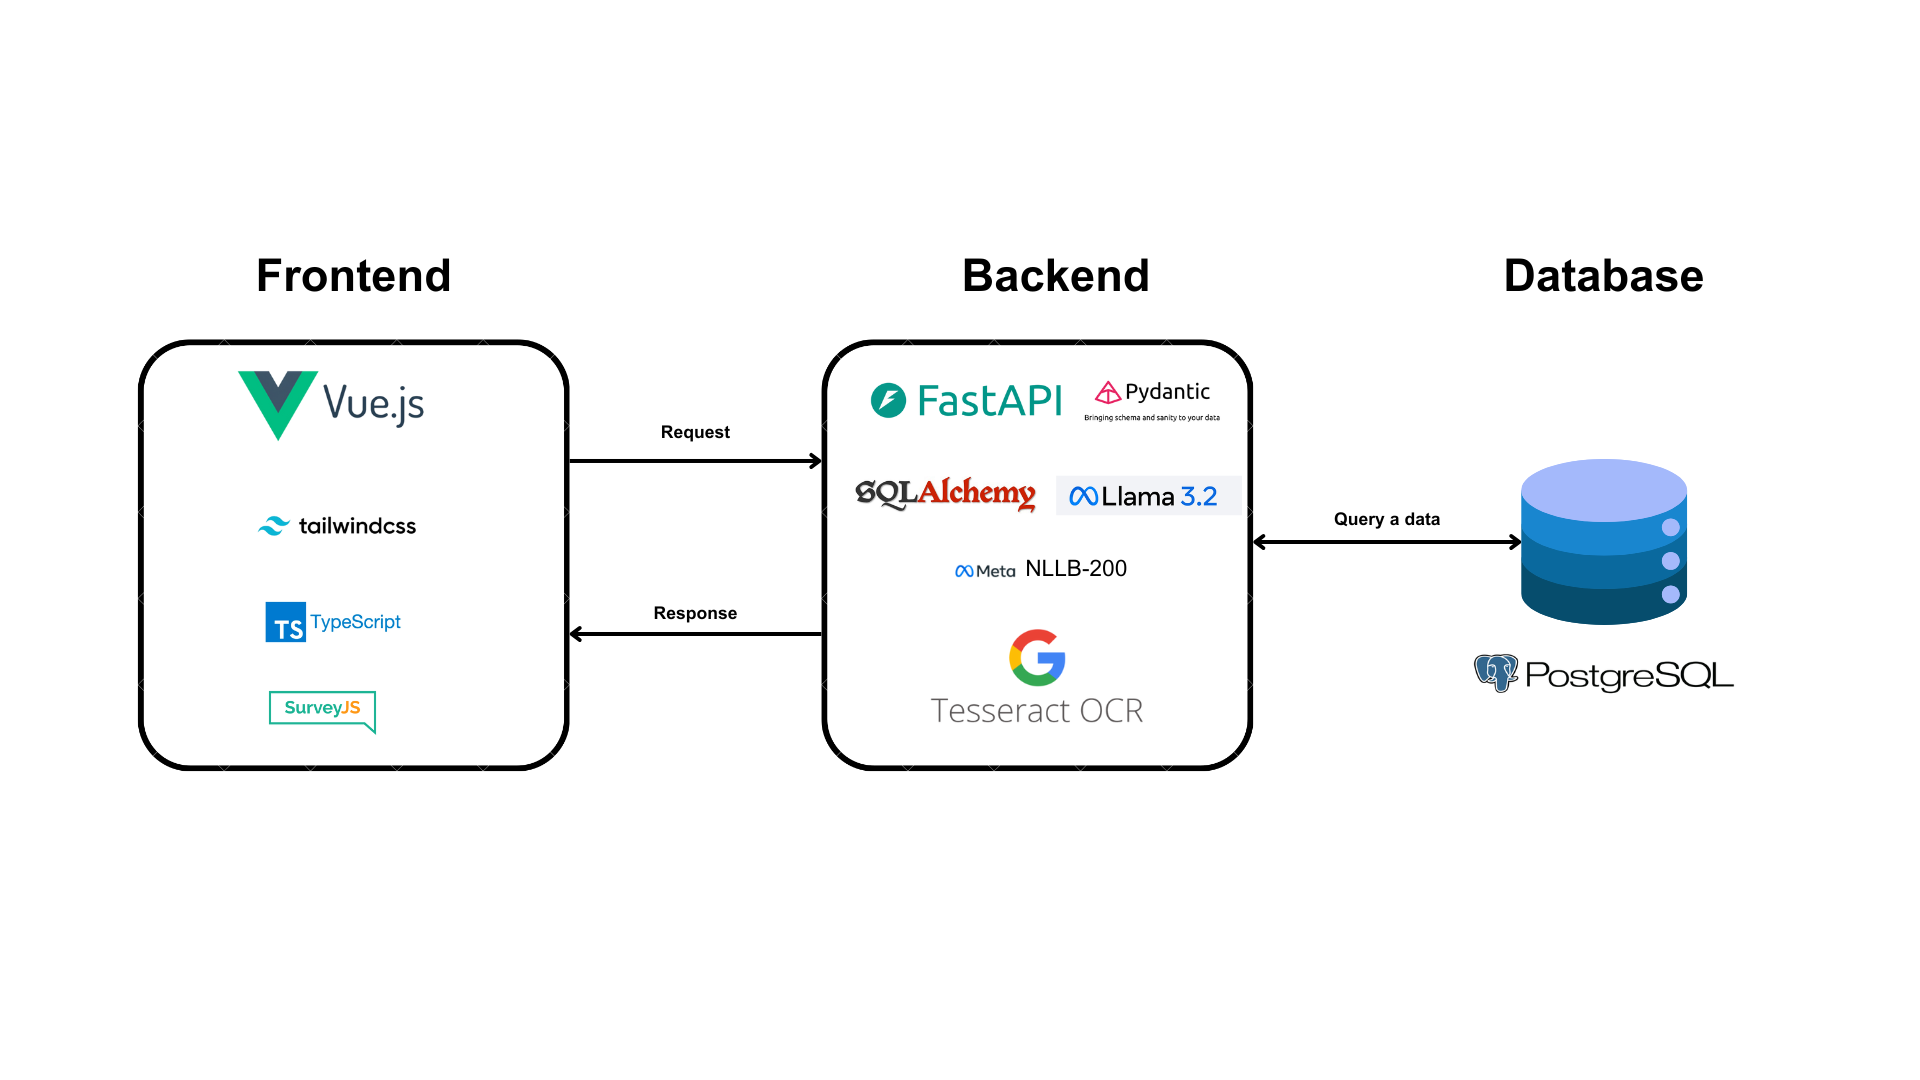 Frontend
Backend
Database
Vue.js
tailwindcss
TS TypeScript
SurveyJS
Request
Response
FastAPI
Pydantic
Bringing schema and sanity to your data
SQLAlchemy
Llama 3.2
Meta NLLB-200
Tesseract OCR
Query a data
PostgreSQL